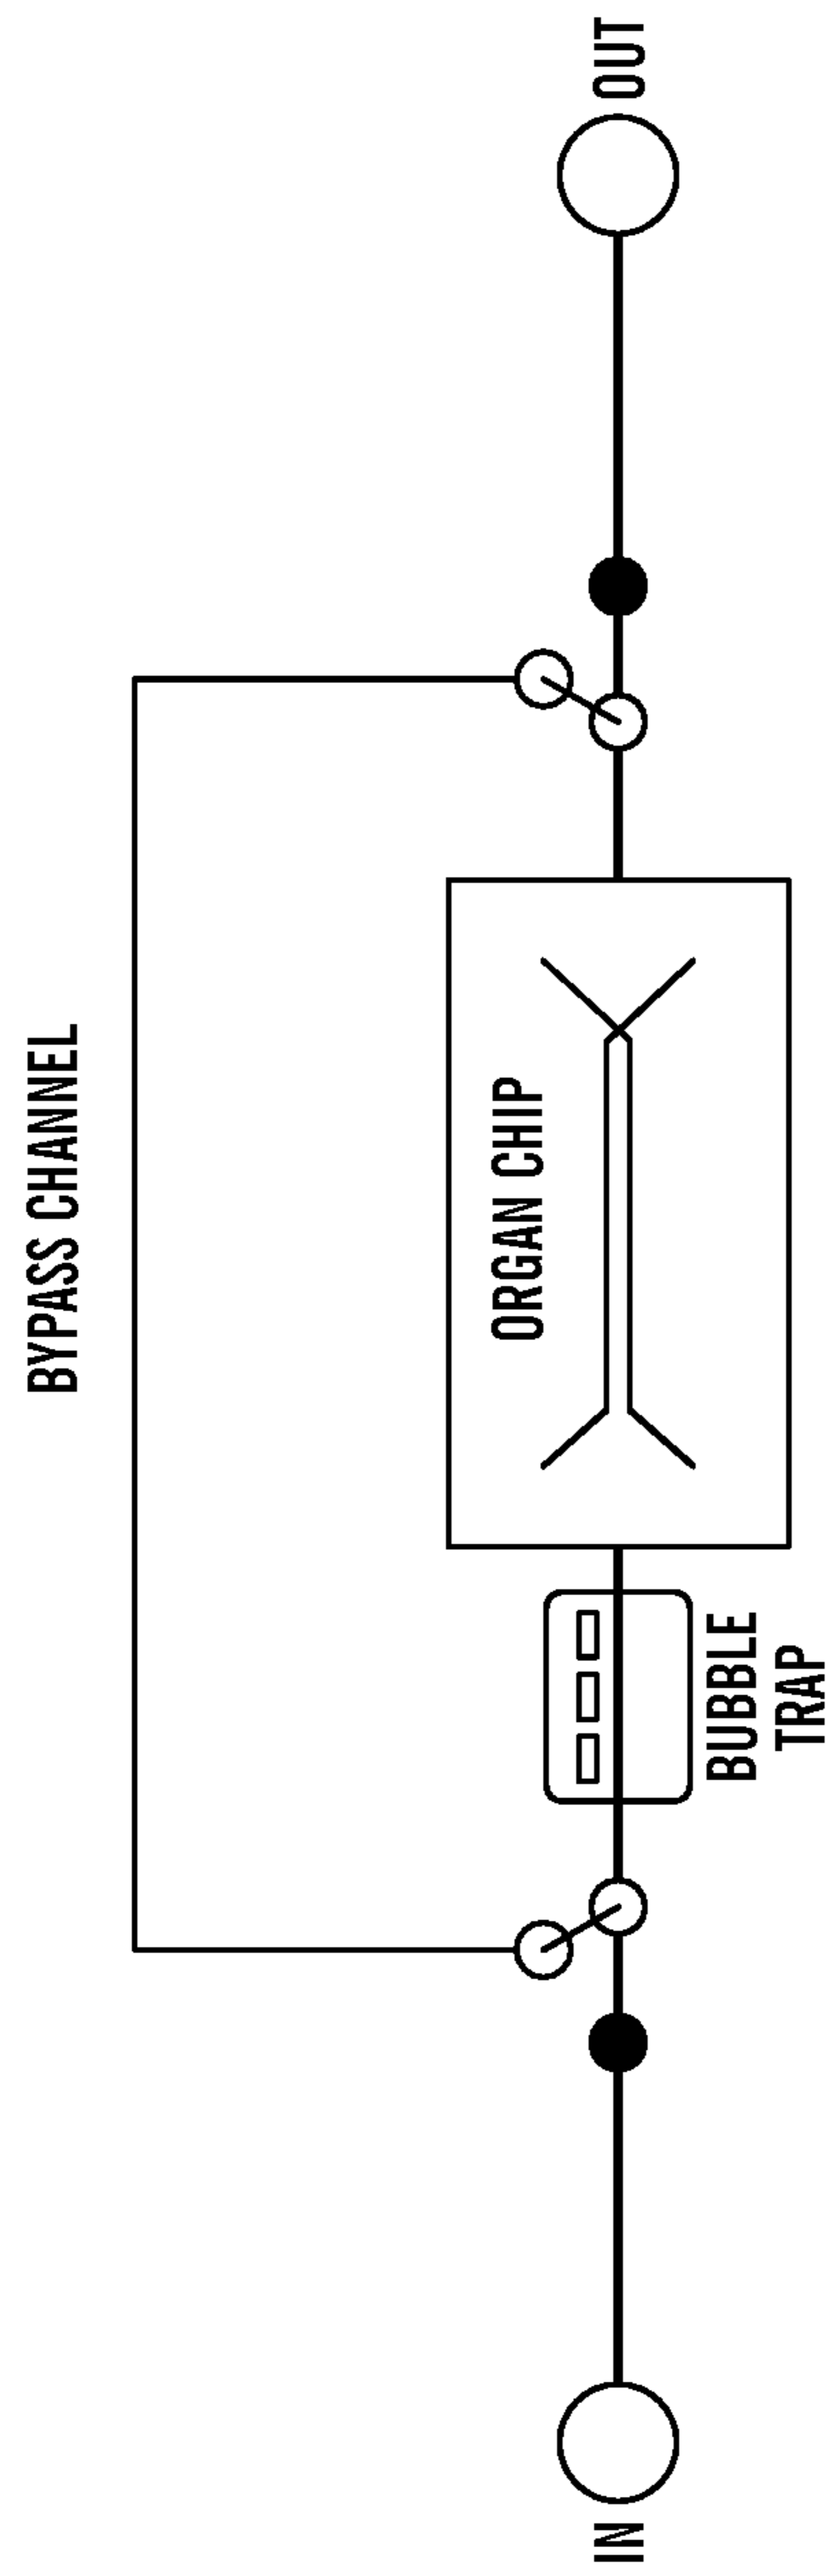 BYPASS CHANNEL
ORGAN CHIP
IN
BUBBLE
TRAP
OUT